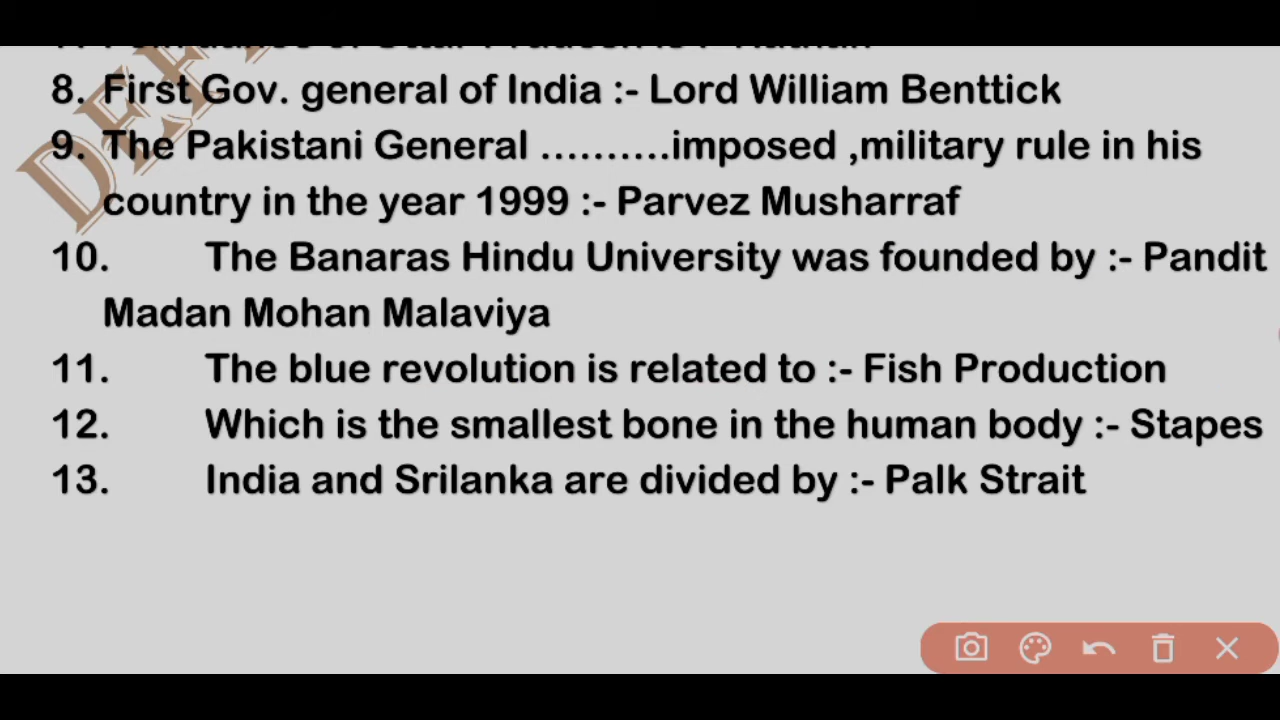 8. First Gov. general of India :- Lord William Benttick
9. The Pakistani General ..........imposed ,military rule in his
country in the year 1999 :- Parvez Musharraf
10. The Banaras Hindu University was founded by :- Pandit
Madan Mohan Malaviya
11. The blue revolution is related to :- Fish Production
12. Which is the smallest bone in the human body :- Stapes
13. India and Srilanka are divided by :- Palk Strait